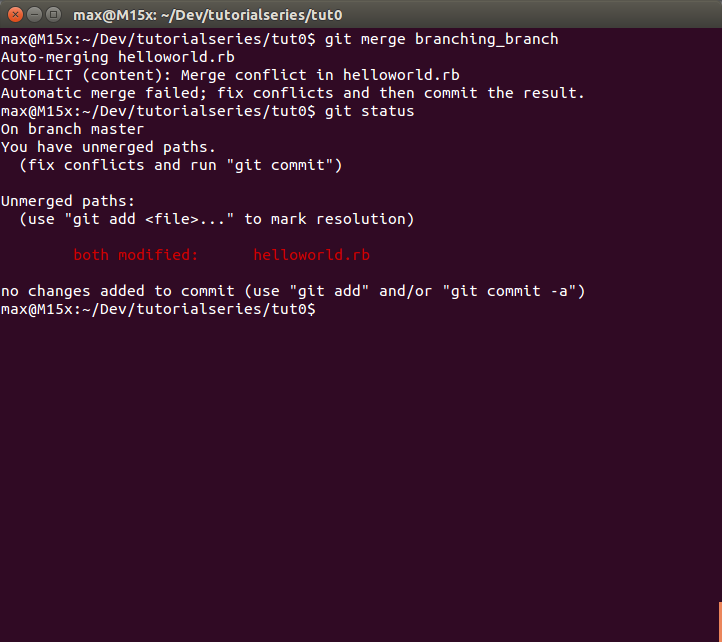 max@M15x: ~/Dev/tutorialseries/tut0
max@M15x:~/Dev/tutorialseries/tut0$ git merge branching_branch
Auto-merging helloworld.rb
CONFLICT (content): Merge conflict in helloworld.rb
Automatic merge failed; fix conflicts and then commit the result.
max@M15x:~/Dev/tutorialseries/tut0$ git status
On branch master
You have unmerged paths.
  (fix conflicts and run "git commit")
Unmerged paths:
  (use "git add <file>..." to mark resolution)
        both modified:      helloworld.rb
no changes added to commit (use "git add" and/or "git commit -a")
max@M15x:~/Dev/tutorialseries/tut0$